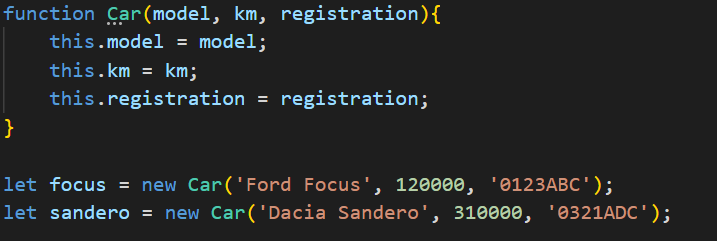 function Car(model, km, registration){
    this.model = model;
    this.km = km;
    this.registration = registration;
}

let focus = new Car('Ford Focus', 120000, '0123ABC');
let sandero = new Car('Dacia Sandero', 310000, '0321ADC');